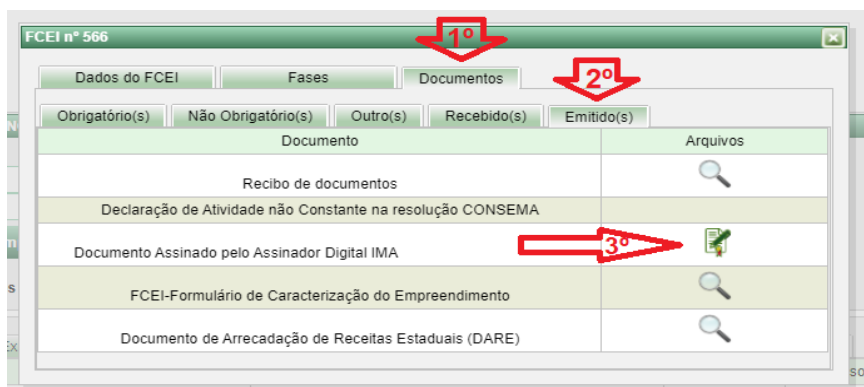 FCEI nº 566
1º
Dados do FCEI Fases Documentos
2º
Obrigatório(s) Não Obrigatório(s) Outro(s) Recebido(s) Emitido(s)
Documento Arquivos
Recibo de documentos
Declaração de Atividade não Constante na resolução CONSEMA
Documento Assinado pelo Assinador Digital IMA 3º
FCEI-Formulário de Caracterização do Empreendimento
Documento de Arrecadação de Receitas Estaduais (DARE)